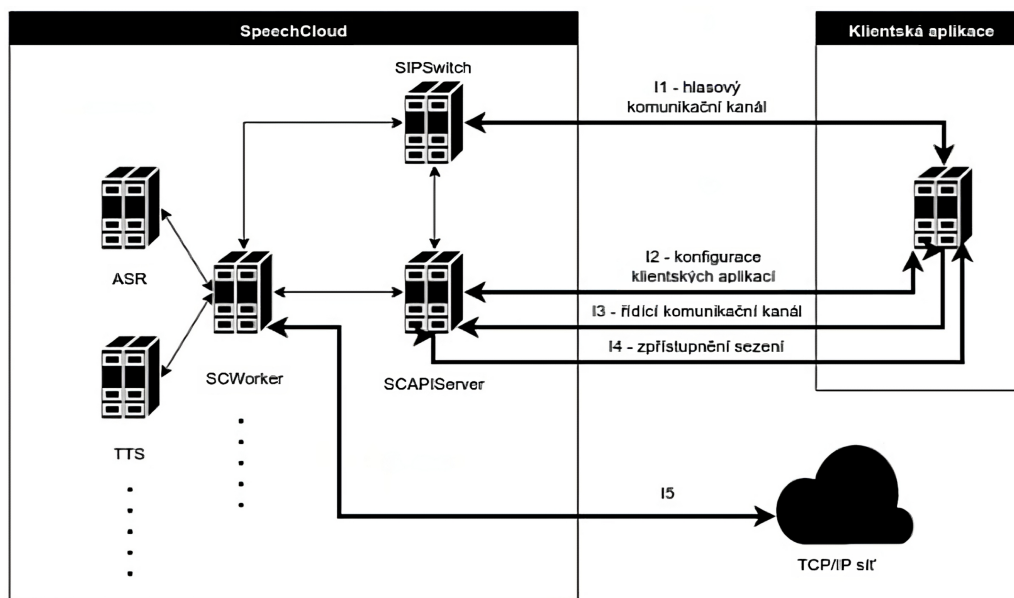 SpeechCloud
Klientská aplikace
SIPSwitch
I1 - hlasový
komunikační kanál
ASR
I2 - konfigurace
klientských aplikací
I3 - řídící komunikační kanál
I4 - zpřístupnění sezení
SCWorker
SCAPIServer
TTS
I5
TCP/IP síť